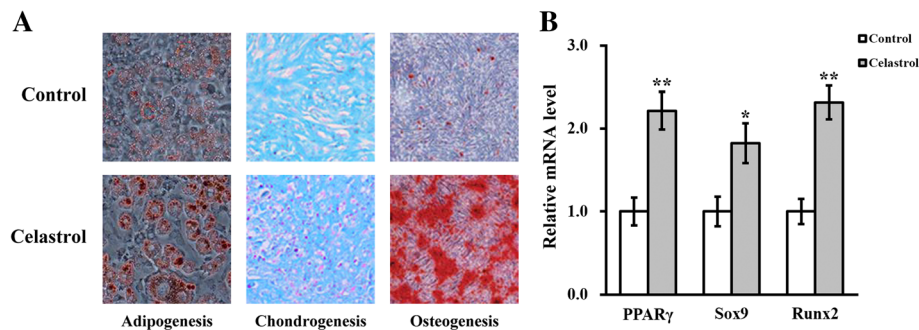 A
Control
Celastrol
Adipogenesis
Chondrogenesis
Osteogenesis
B
Relative mRNA level
3.0
2.0
1.0
0.0
**
*
**
PPARγ
Sox9
Runx2
Control
Celastrol